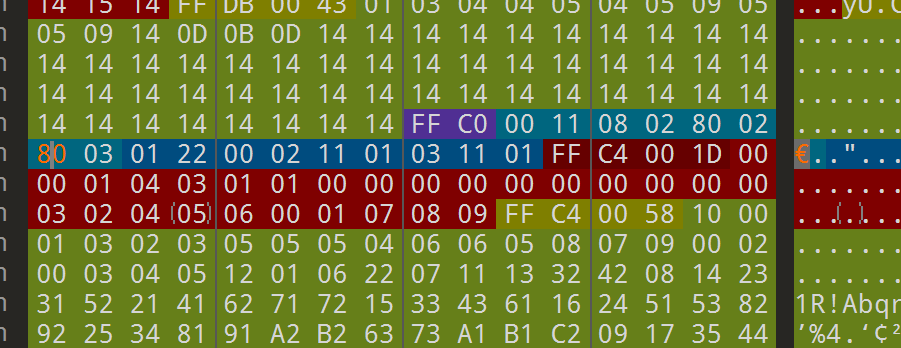 14 15 14 FF DB 00 43 01 03 04 04 05 04 05 09 05 ...ÿÛ.C
05 09 14 0D 0B 0D 14 14 14 14 14 14 14 14 14 14 .......
14 14 14 14 14 14 14 14 14 14 14 14 14 14 14 14 .......
14 14 14 14 14 14 14 14 14 14 14 14 14 14 14 14 .......
14 14 14 14 14 14 14 14 FF C0 00 11 08 02 80 02 .......
80 03 01 22 00 02 11 01 03 11 01 FF C4 00 1D 00 €.."...
00 01 04 03 01 01 00 00 00 00 00 00 00 00 00 00 .......
03 02 04 05 06 00 01 07 08 09 FF C4 00 58 10 00 .......
01 03 02 03 05 05 05 04 06 06 05 08 07 09 00 02 .......
00 03 04 05 12 01 06 22 07 11 13 32 42 08 14 23 .......
31 52 21 41 62 71 72 15 33 43 61 16 24 51 53 82 1R!Abqr
92 25 34 81 91 A2 B2 63 73 A1 B1 C2 09 17 35 44 ’%4.‘¢²